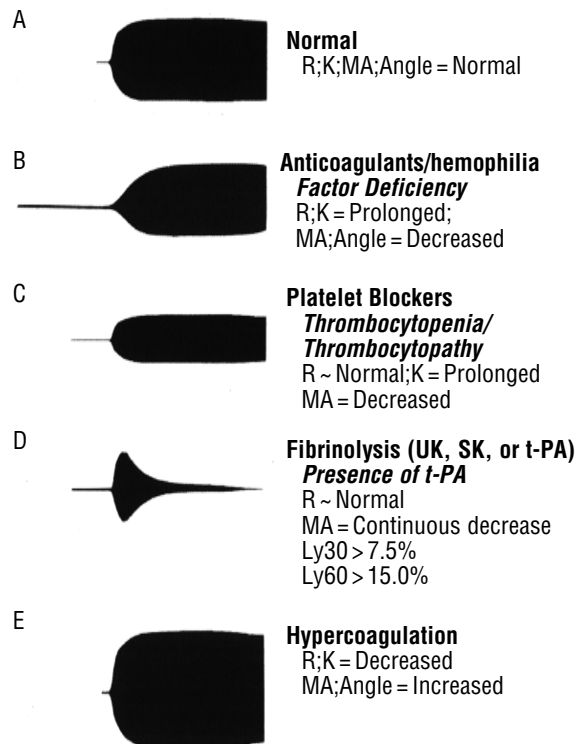 A
Normal
R;K;MA;Angle = Normal
B
Anticoagulants/hemophilia
Factor Deficiency
R;K = Prolonged;
MA;Angle = Decreased
C
Platelet Blockers
Thrombocytopenia/
Thrombocytopathy
R ~ Normal;K = Prolonged
MA = Decreased
D
Fibrinolysis (UK, SK, or t-PA)
Presence of t-PA
R ~ Normal
MA = Continuous decrease
Ly30 > 7.5%
Ly60 > 15.0%
E
Hypercoagulation
R;K = Decreased
MA;Angle = Increased